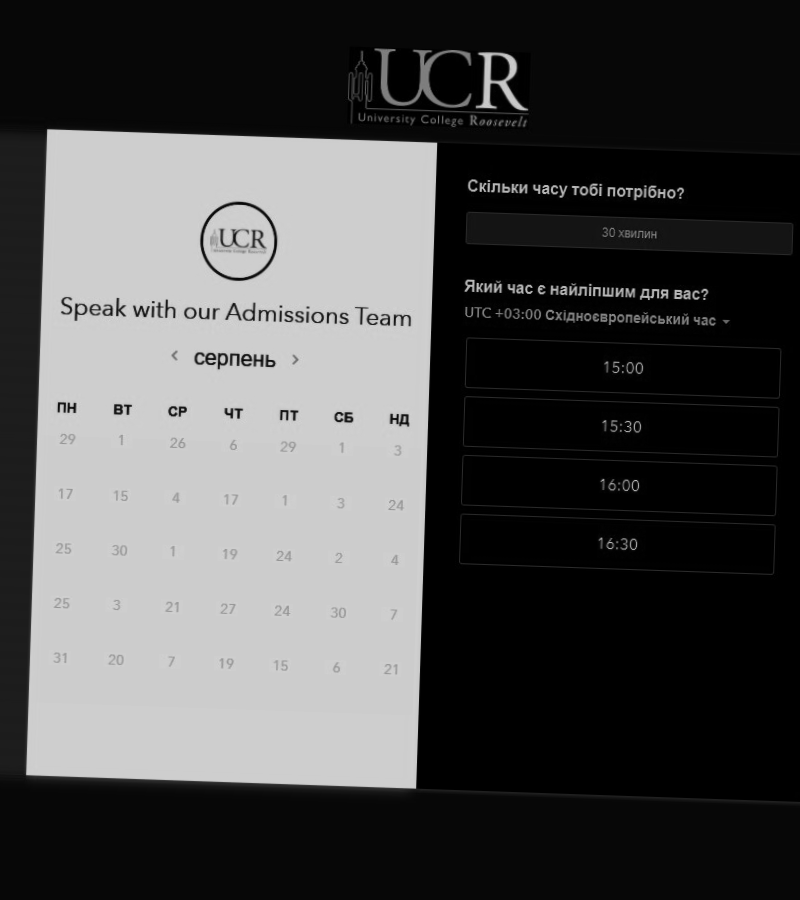 UCR
University College Roosevelt
UCR
University College Roosevelt
Speak with our Admissions Team
< серпень >
ПН ВТ СР ЧТ ПТ СБ НД
29 1 26 6 29 1 3
17 15 4 17 1 3 24
25 30 1 19 24 2 4
25 3 21 27 24 30 7
31 20 7 19 15 6 21
Скільки часу тобі потрібно?
30 хвилин
Який час є найліпшим для вас?
UTC +03:00 Східноєвропейський час
15:00
15:30
16:00
16:30